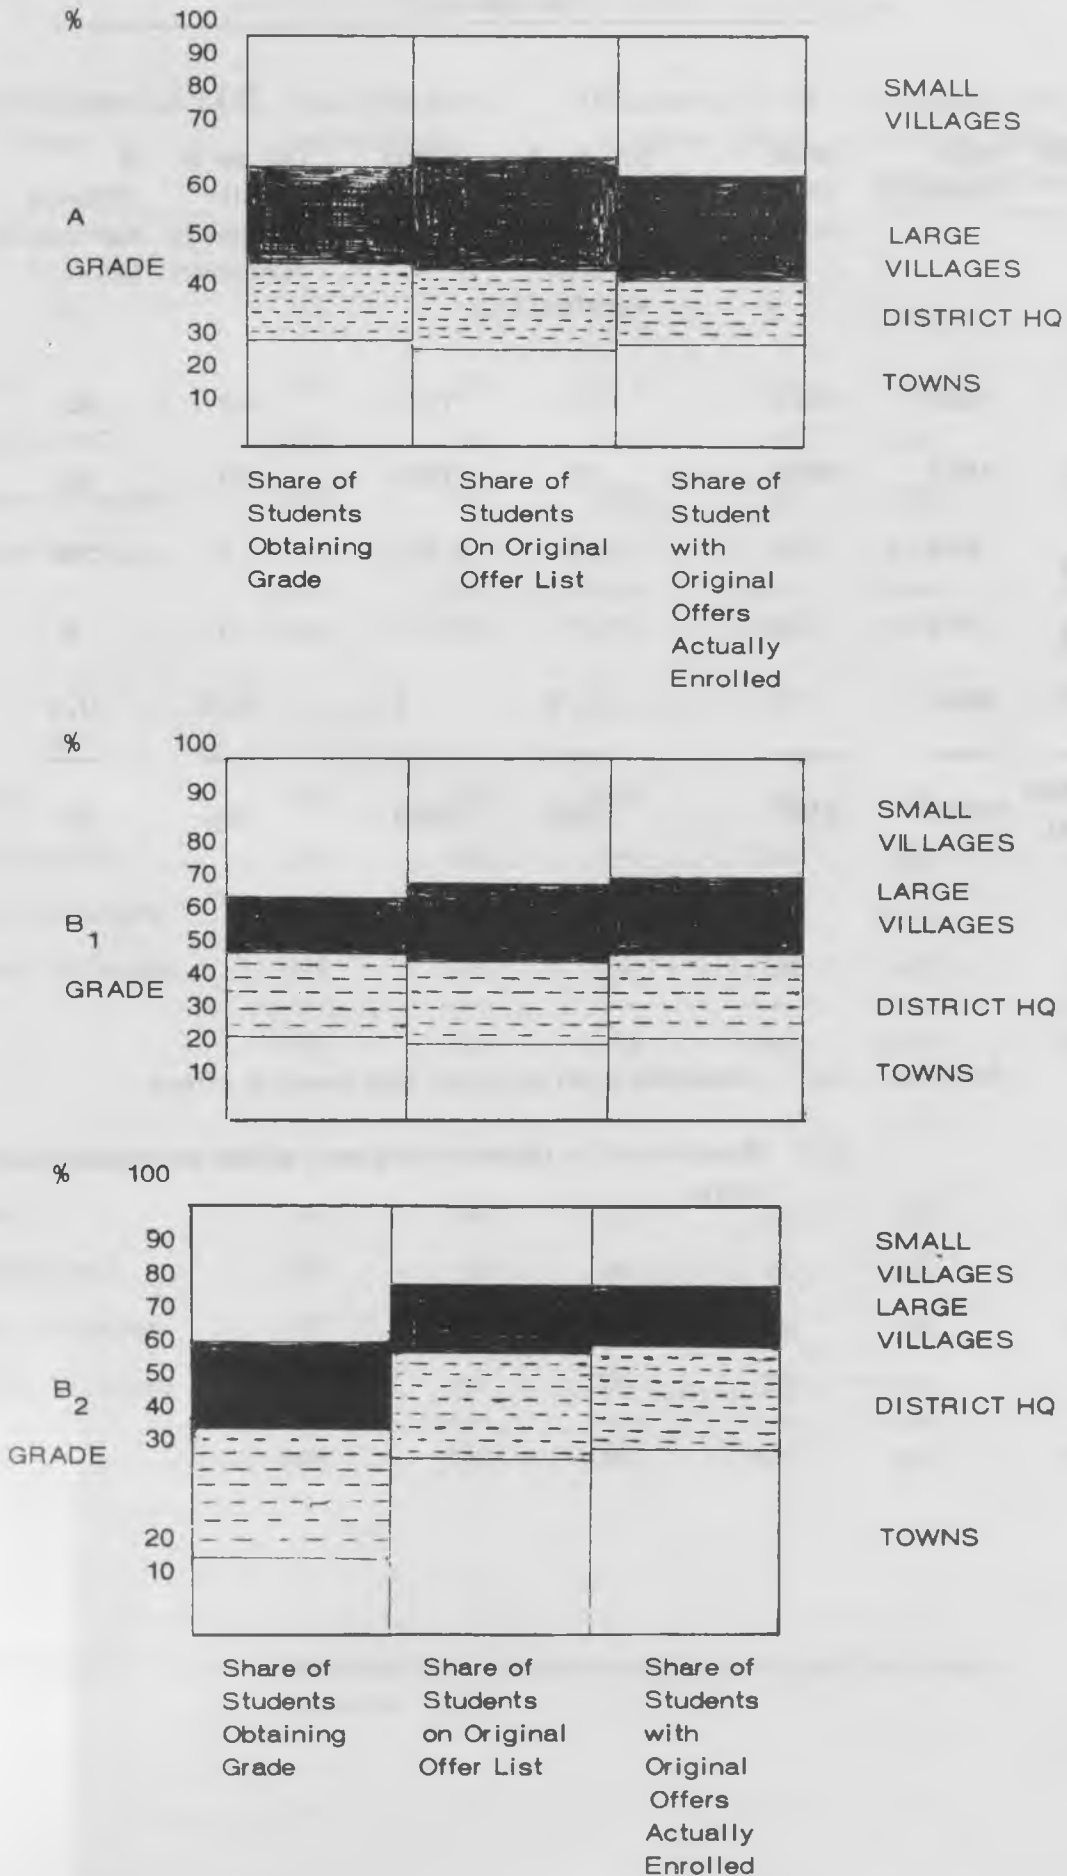 % 100
90
80 SMALL
70 VILLAGES
60
A
50 LARGE
GRADE VILLAGES
40
DISTRICT HQ
30
20
TOWNS
10
Share of Share of Share of
Students Students Student
Obtaining On Original with
Grade Offer List Original
Offers
Actually
Enrolled
% 100
90
SMALL
80 VILLAGES
70
LARGE
60 VILLAGES
B1
50
40
GRADE
30 DISTRICT HQ
20
10 TOWNS
% 100
90 SMALL
80 VILLAGES
70 LARGE
60 VILLAGES
50
B2
40 DISTRICT HQ
30
GRADE
20 TOWNS
10
Share of Share of Share of
Students Students Students
Obtaining on Original with
Grade Offer List Original
Offers
Actually
Enrolled